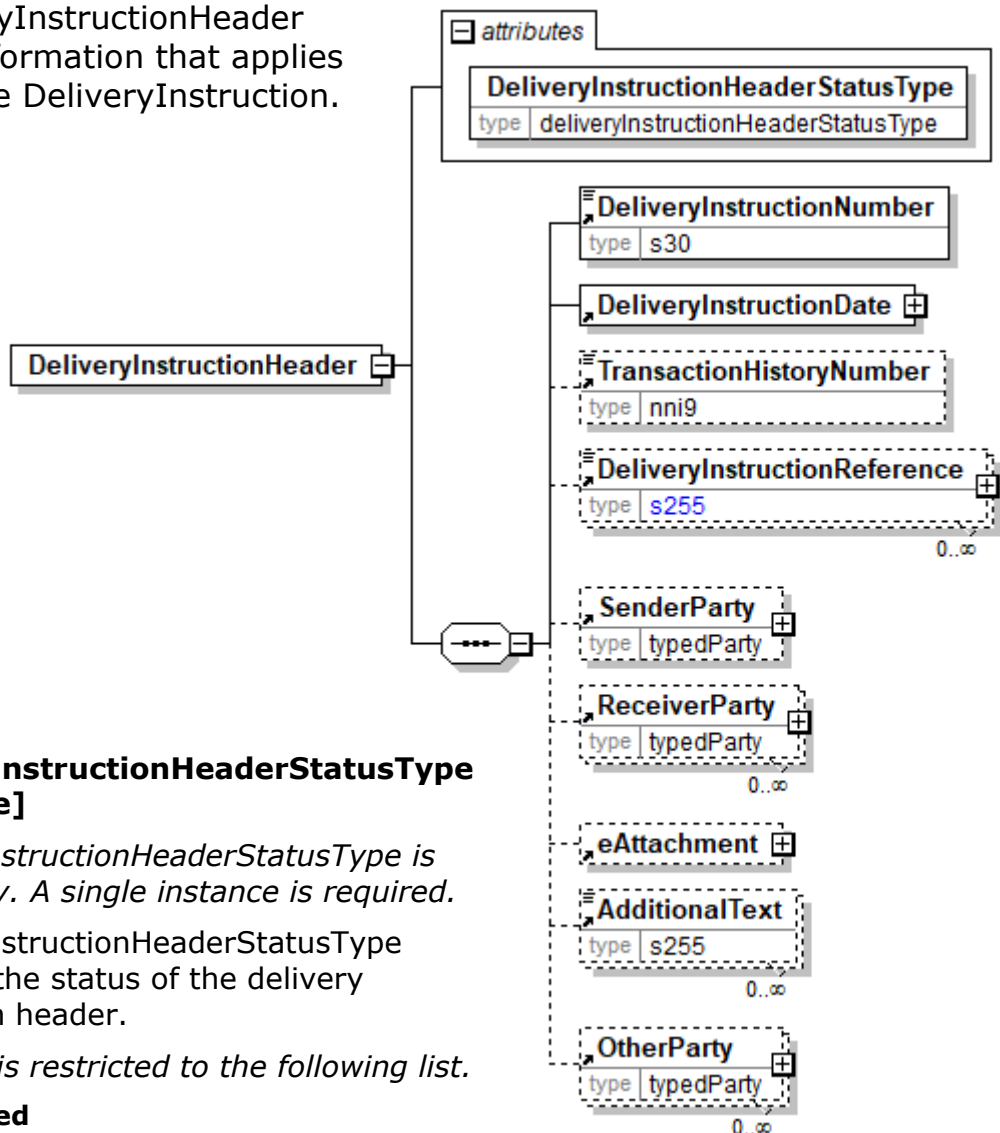 yInstructionHeader
formation that applies
e DeliveryInstruction.
attributes
DeliveryInstructionHeaderStatusType
type deliveryInstructionHeaderStatusType
DeliveryInstructionNumber
type s30
DeliveryInstructionDate
DeliveryInstructionHeader
TransactionHistoryNumber
type nni9
DeliveryInstructionReference
type s255
0..∞
SenderParty
type typedParty
ReceiverParty
type typedParty
0..∞
eAttachment
AdditionalText
type s255
0..∞
OtherParty
type typedParty
0..∞
nstructionHeaderStatusType
e]
structionHeaderStatusType is
y. A single instance is required.
structionHeaderStatusType
the status of the delivery
n header.
is restricted to the following list.
ed